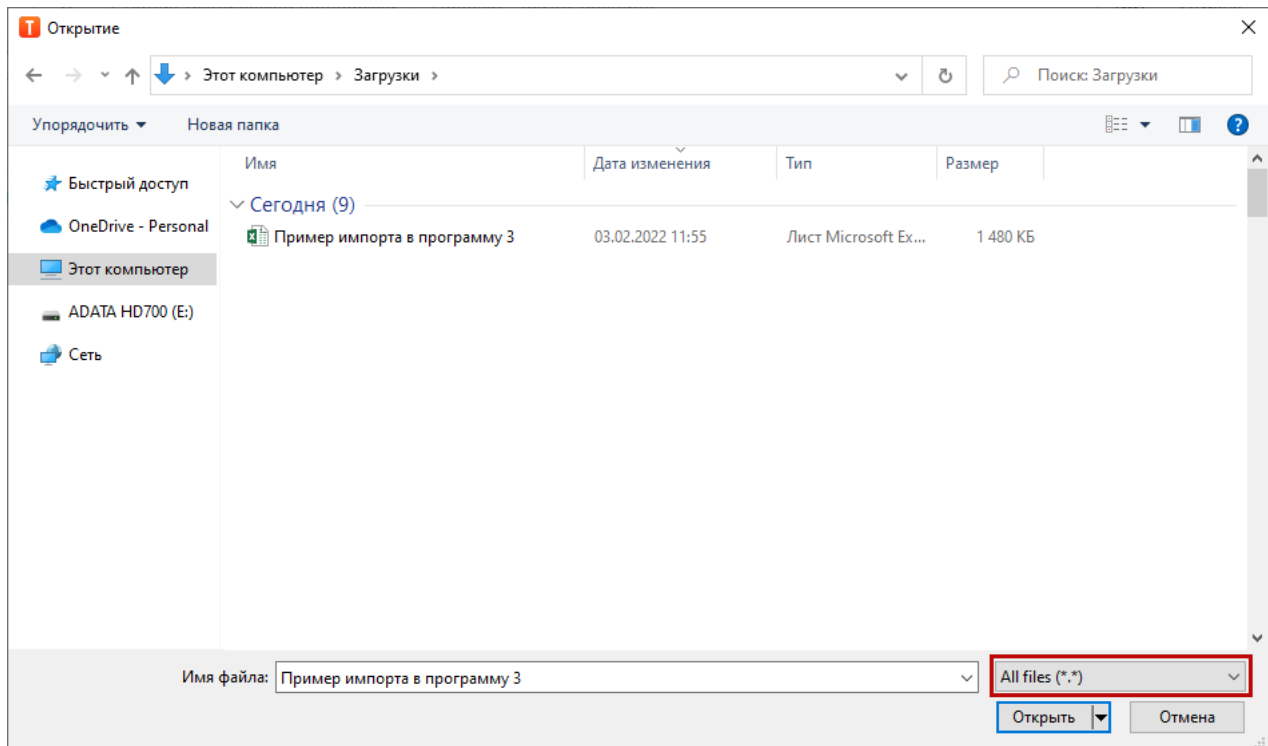 T Открытие
Этот компьютер › Загрузки ›
Поиск: Загрузки
Упорядочить
Новая папка
?
Имя
Дата изменения
Тип
Размер
Быстрый доступ
OneDrive - Personal
Этот компьютер
ADATA HD700 (E:)
Сеть
Сегодня (9)
Пример импорта в программу 3
03.02.2022 11:55
Лист Microsoft Ex...
1 480 КБ
Имя файла:
Пример импорта в программу 3
All files (*.*)
Открыть
Отмена